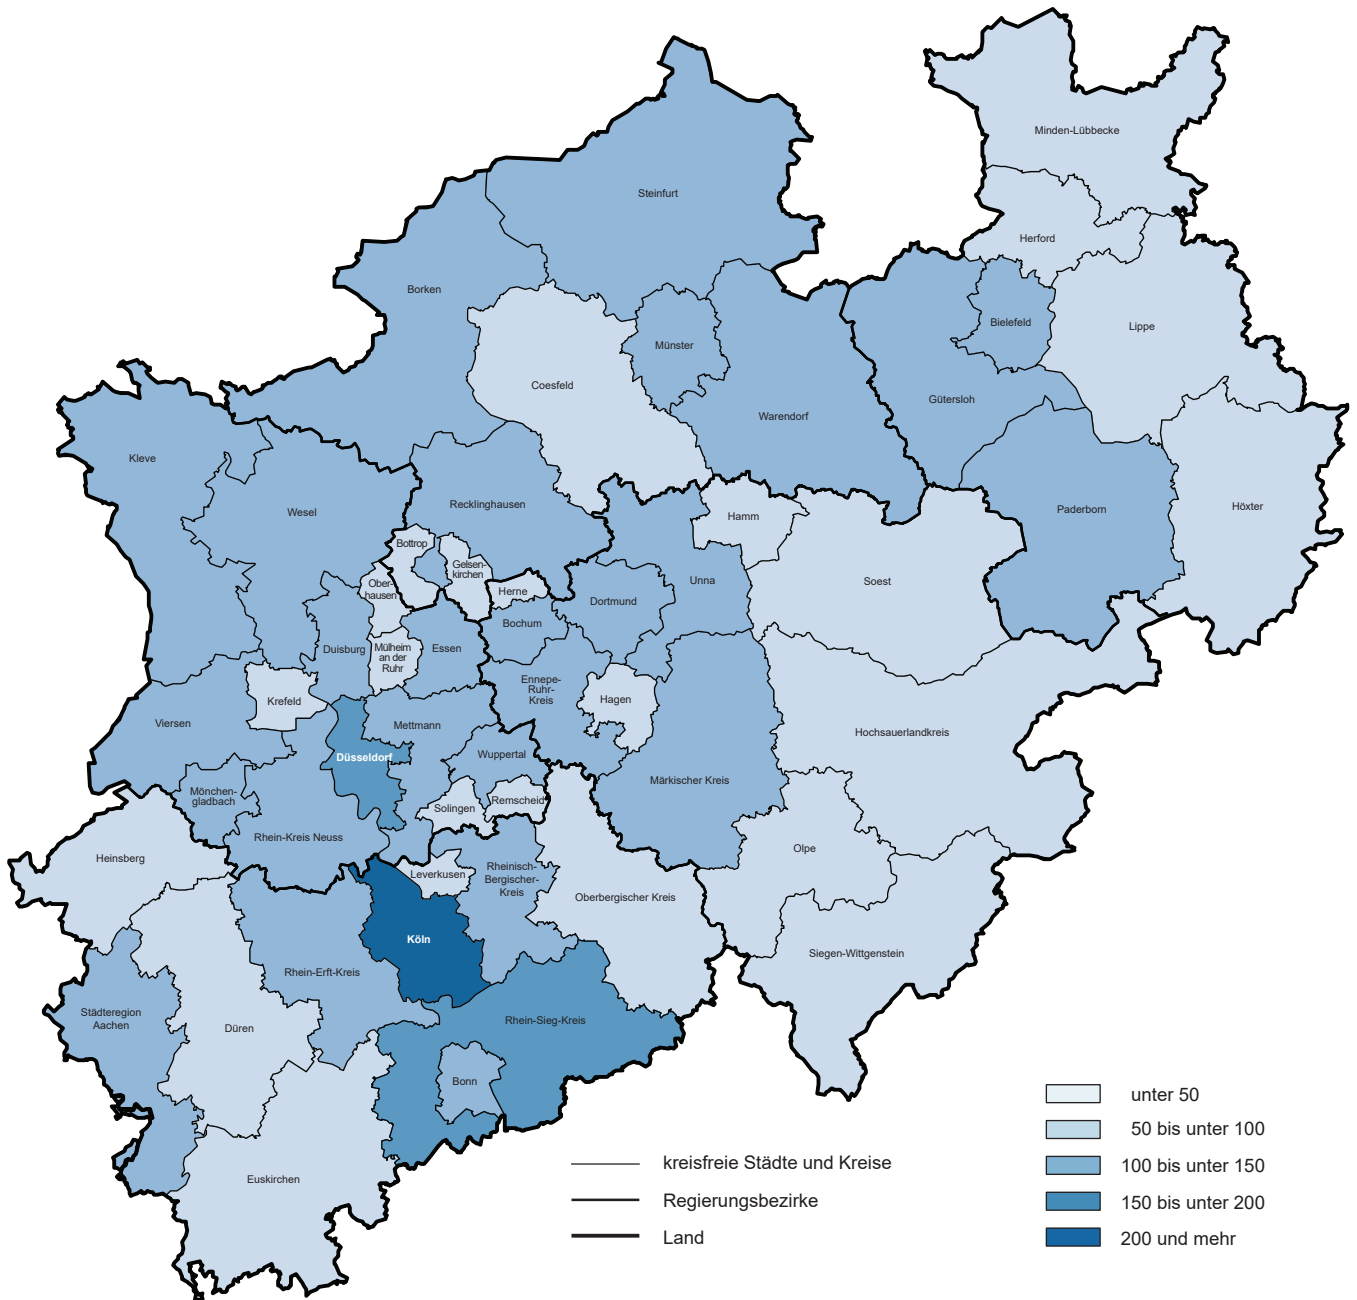 Minden-Lübbecke
Steinfurt
Herford
Borken
Bielefeld
Lippe
Münster
Coesfeld
Gütersloh
Warendorf
Kleve
Recklinghausen
Wesel
Höxter
Paderborn
Hamm
Bottrop
Gelsen-
kirchen
Soest
Unna
Ober-
hausen
Herne
Dortmund
Bochum
Duisburg
Mülheim
an der
Ruhr
Essen
Ennepe-
Ruhr-
Kreis
Hagen
Krefeld
Viersen
Mettmann
Hochsauerlandkreis
Düsseldorf
Wuppertal
Märkischer Kreis
Mönchen-
gladbach
Solingen
Remscheid
Rhein-Kreis Neuss
Olpe
Heinsberg
Leverkusen
Rheinisch-
Bergischer-
Kreis
Oberbergischer Kreis
Köln
Siegen-Wittgenstein
Rhein-Erft-Kreis
Städteregion
Aachen
Düren
Rhein-Sieg-Kreis
Bonn
Euskirchen
kreisfreie Städte und Kreise
Regierungsbezirke
Land
unter 50
50 bis unter 100
100 bis unter 150
150 bis unter 200
200 und mehr